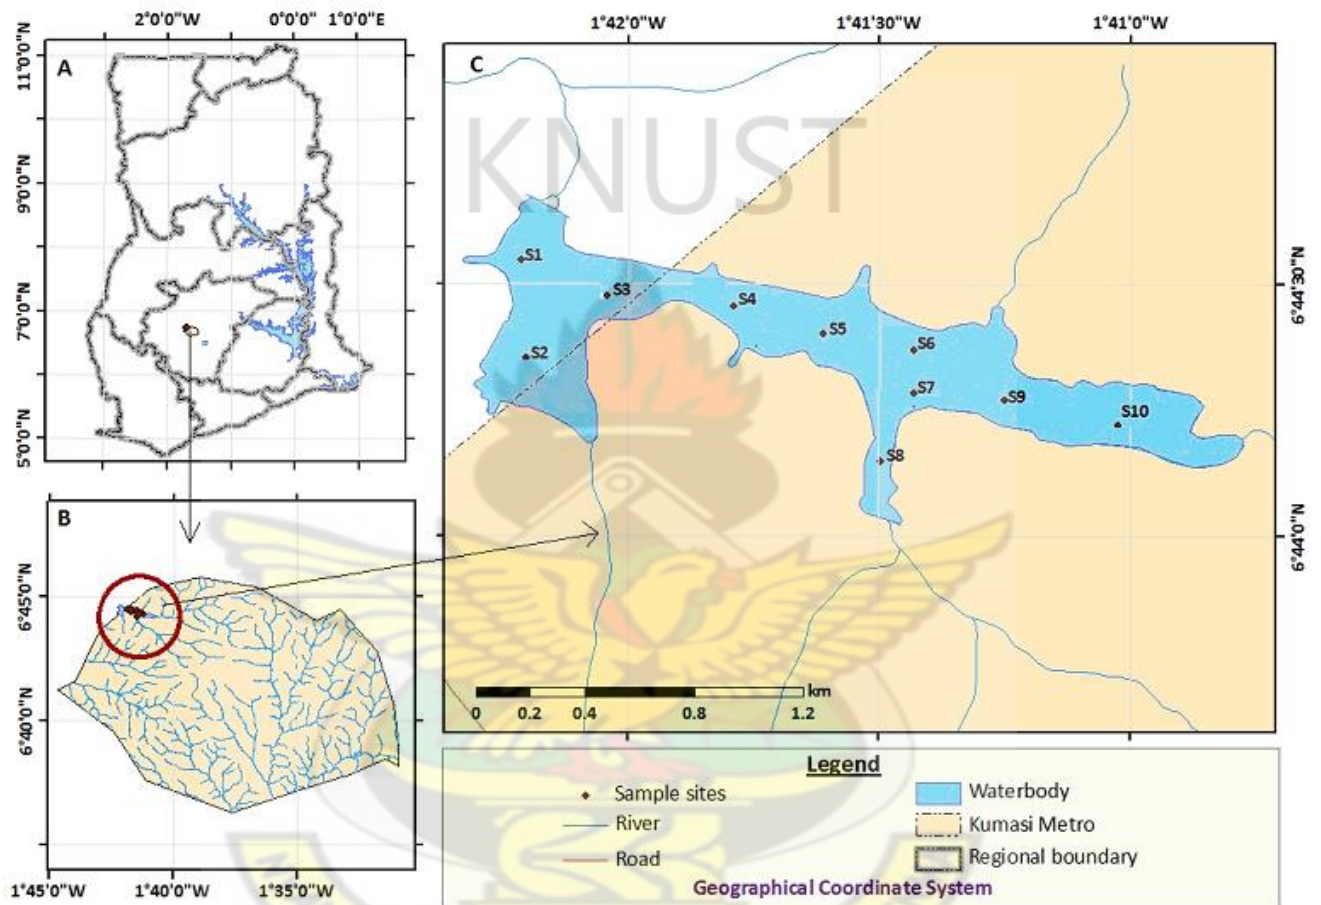 2°0'0"W 0°0'0" 1°0'0"E
11°0'0"N
9°0'0"N
7°0'0"N
5°0'0"N
A
1°42'0"W 1°41'30"W 1°41'0"W
C
KNUST
S1
S3
S4
S5
S2
S6
S7
S9
S10
S8
6°44'30"N
6°44'0"N
km
0 0.2 0.4 0.8 1.2
B
6°45'0"N
6°40'0"N
1°45'0"W 1°40'0"W 1°35'0"W
Legend
Sample sites
River
Road
Waterbody
Kumasi Metro
Regional boundary
Geographical Coordinate System